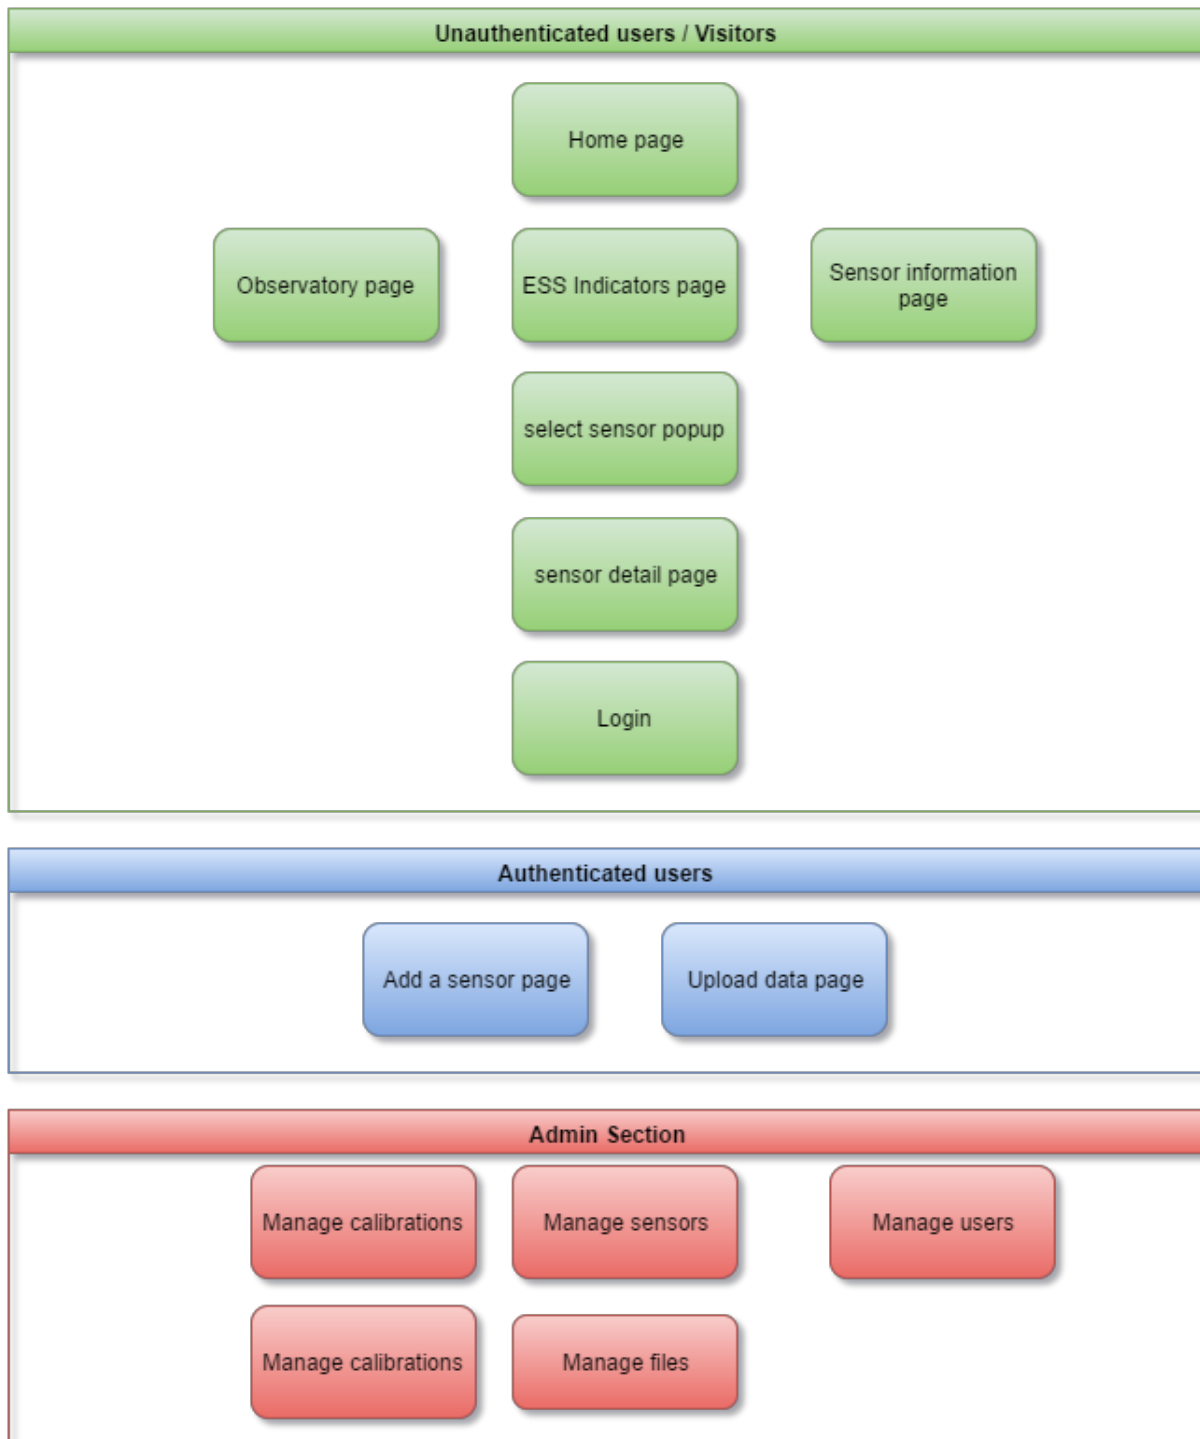 Unauthenticated users / Visitors
Home page
Observatory page
ESS Indicators page
Sensor information
page
select sensor popup
sensor detail page
Login
Authenticated users
Add a sensor page
Upload data page
Admin Section
Manage calibrations
Manage sensors
Manage users
Manage calibrations
Manage files